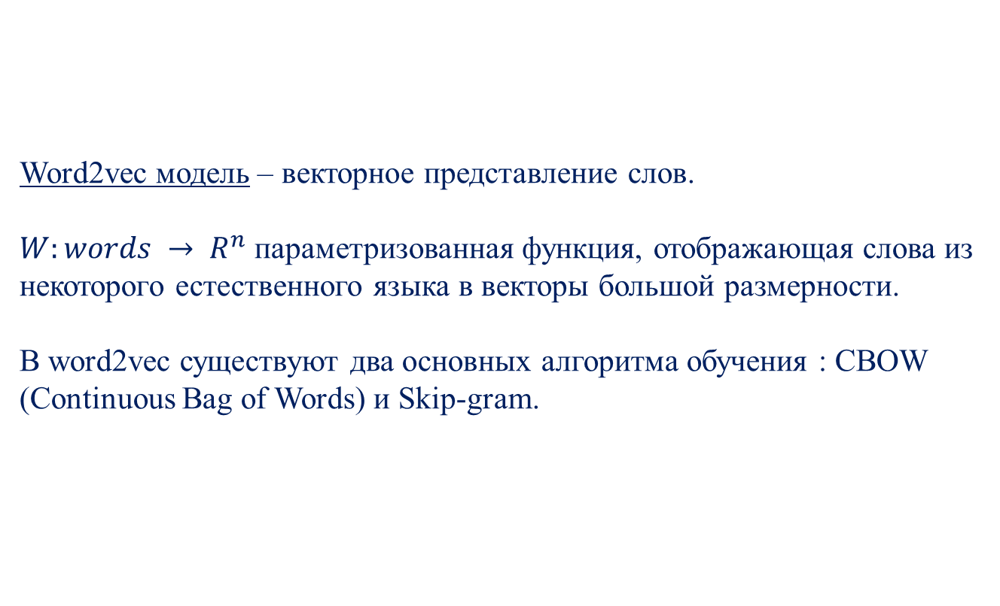 Word2vec модель – векторное представление слов.
W: words → Rⁿ параметризованная функция, отображающая слова из
некоторого естественного языка в векторы большой размерности.
В word2vec существуют два основных алгоритма обучения : CBOW
(Continuous Bag of Words) и Skip-gram.